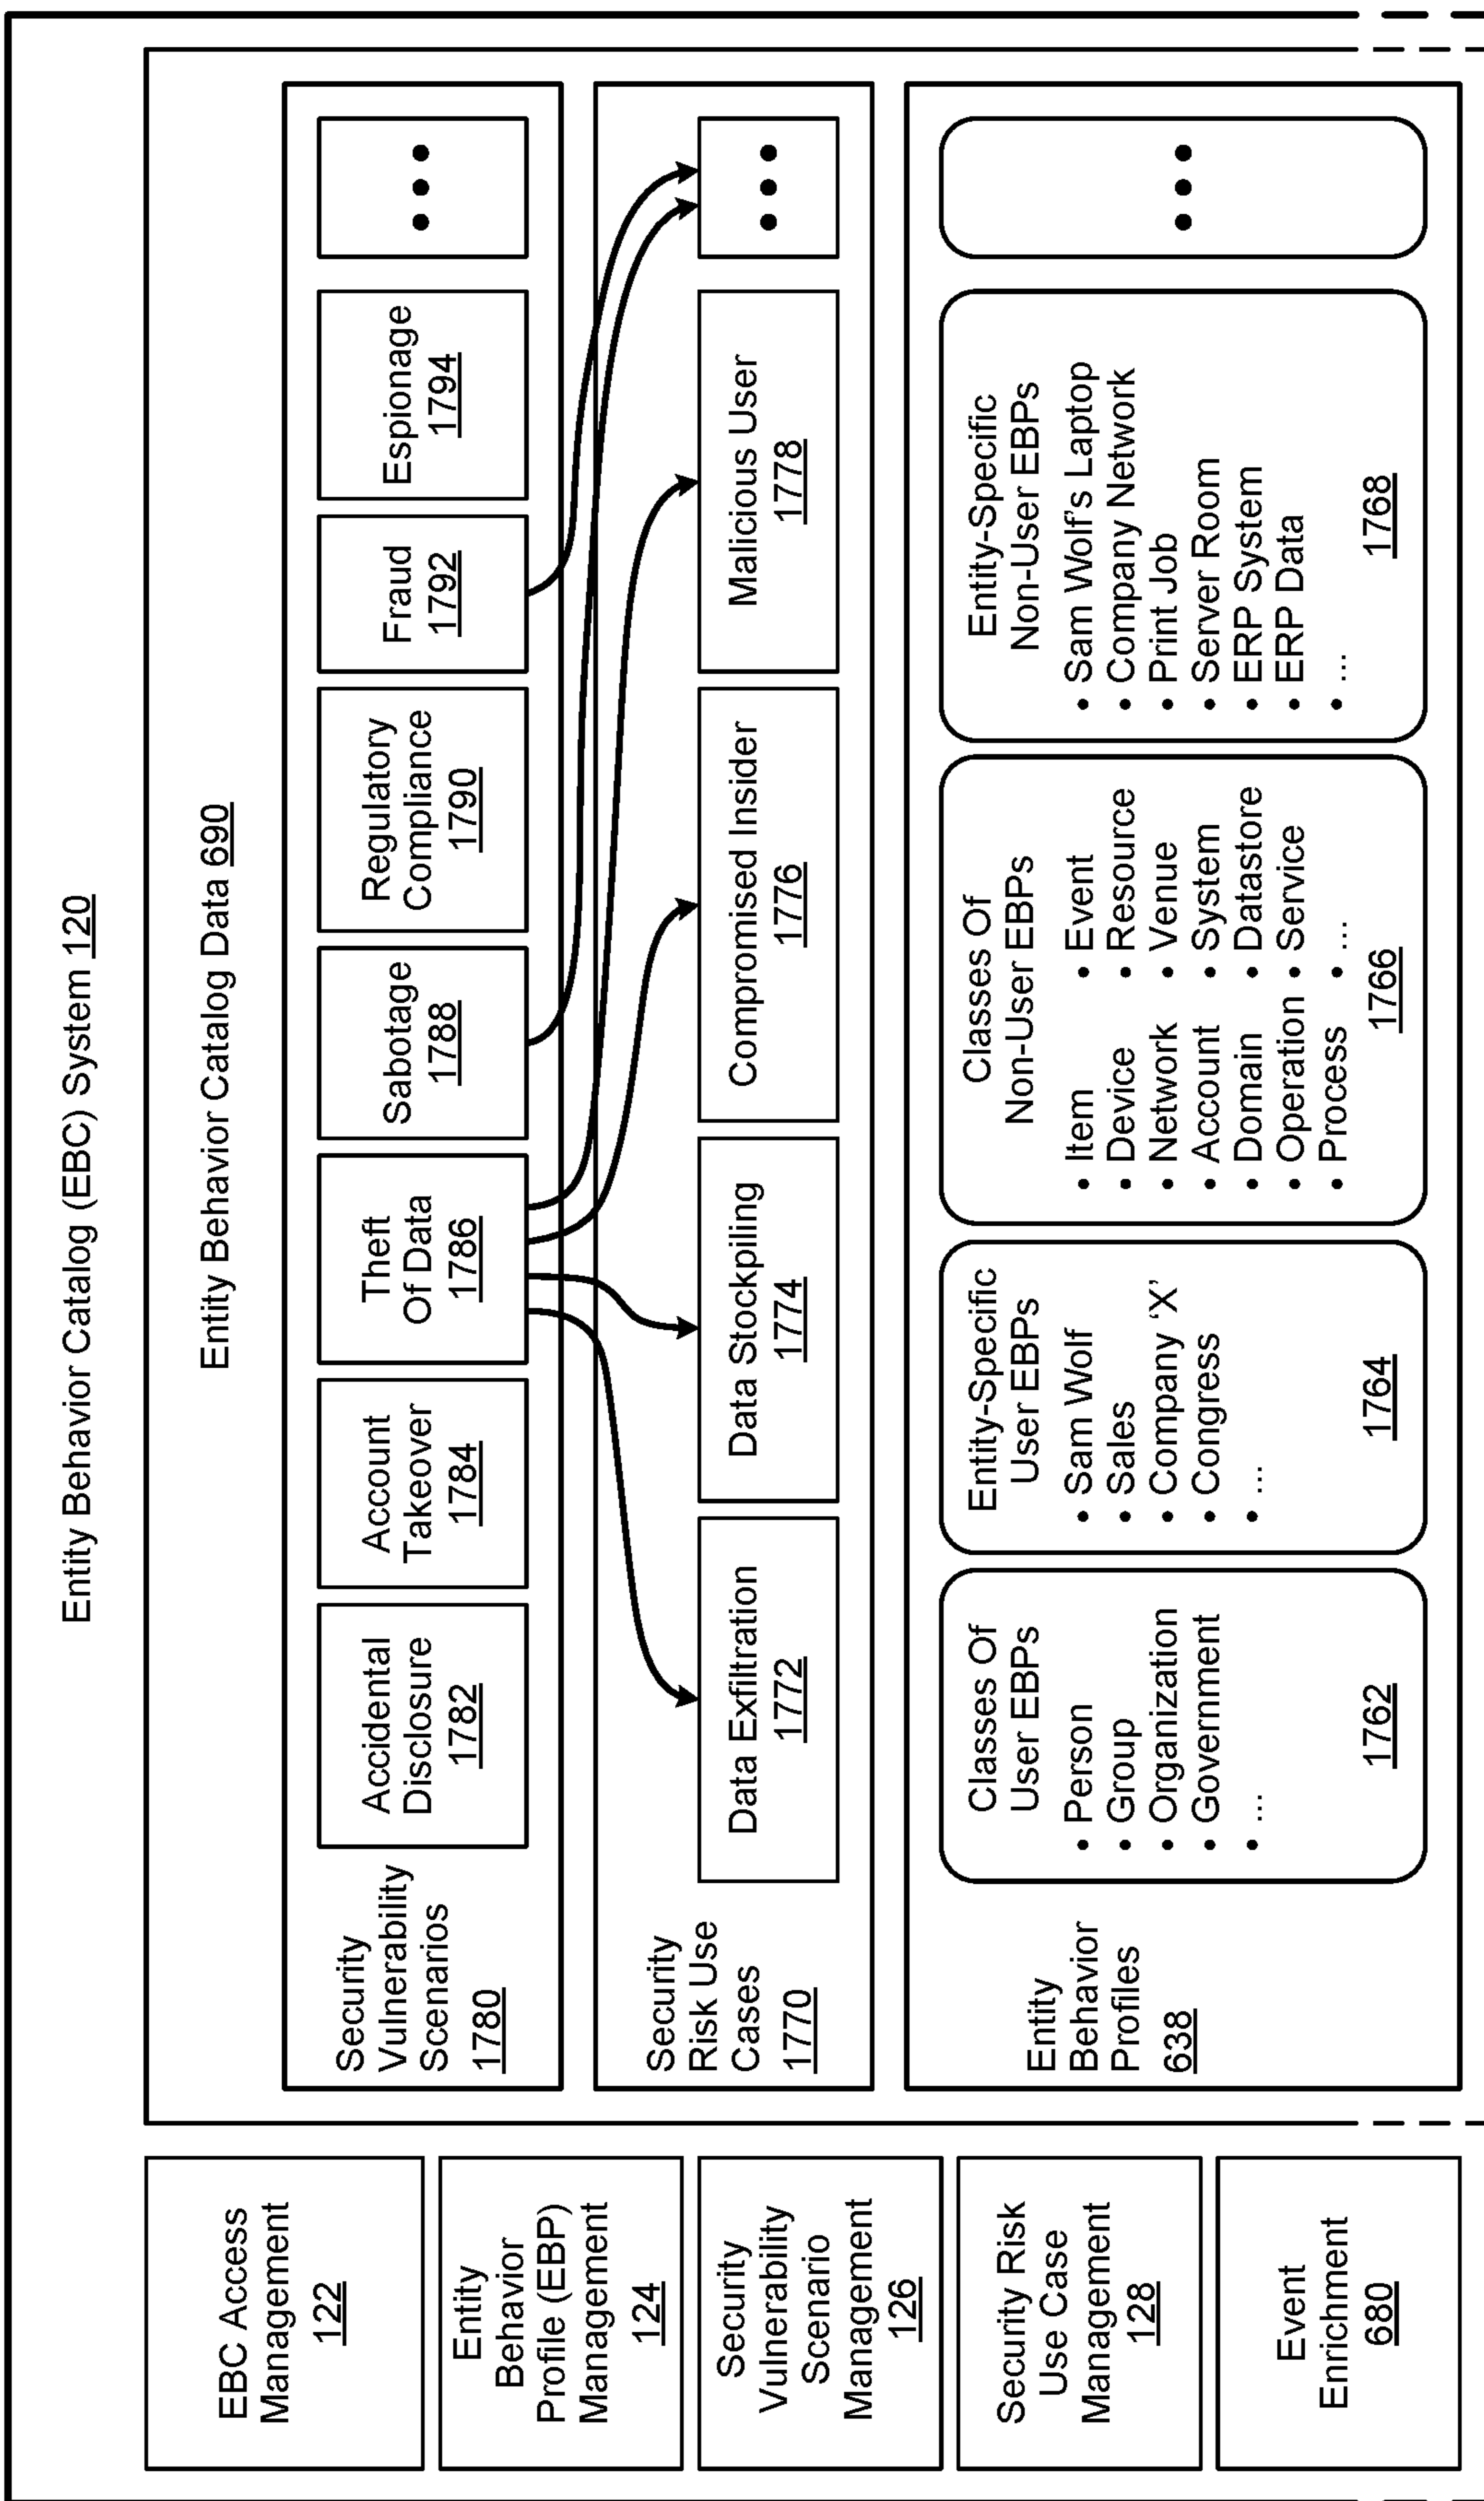 Entity Behavior Catalog (EBC) System 120
EBC Access
Management
122
Entity
Behavior
Profile (EBP)
Management
124
Security
Vulnerability
Scenario
Management
126
Security Risk
Use Case
Management
128
Event
Enrichment
680
Entity Behavior Catalog Data 690
Security
Vulnerability
Scenarios
1780
Accidental
Disclosure
1782
Account
Takeover
1784
Theft
Of Data
1786
Sabotage
1788
Regulatory
Compliance
1790
Fraud
1792
Espionage
1794
• • •
Security
Risk Use
Cases
1770
Data Exfiltration
1772
Data Stockpiling
1774
Compromised Insider
1776
Malicious User
1778
• • •
Entity
Behavior
Profiles
638
Classes Of
User EBPs
• Person
• Group
• Organization
• Government
• ...
1762
Entity-Specific
User EBPs
• Sam Wolf
• Sales
• Company ‘X’
• Congress
• ...
1764
Classes Of
Non-User EBPs
• Item
• Device
• Network
• Account
• Domain
• Operation
• Process
• Event
• Resource
• Venue
• System
• Datastore
• Service
• ...
1766
Entity-Specific
Non-User EBPs
• Sam Wolf's Laptop
• Company Network
• Print Job
• Server Room
• ERP System
• ERP Data
• ...
1768
• • •